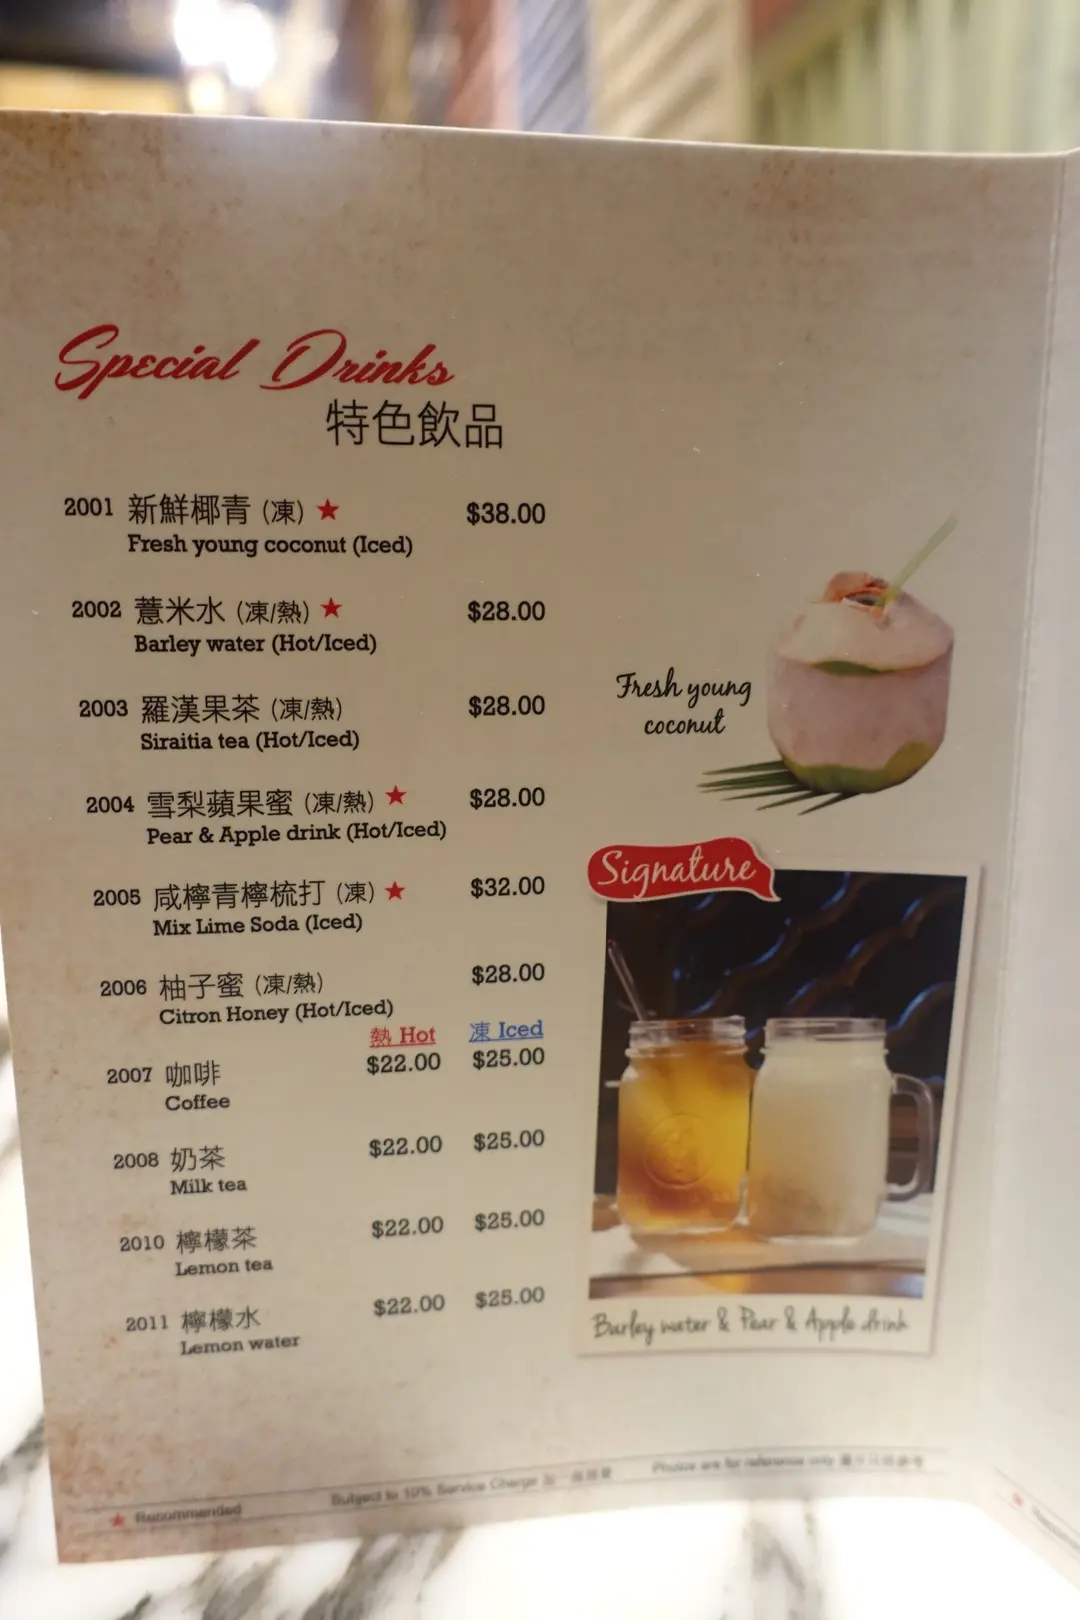 Special Drinks
特色飲品
2001 新鮮椰青 (凍) ★ $38.00
Fresh young coconut (Iced)
2002 薏米水 (凍/熱) ★ $28.00
Barley water (Hot/Iced)
2003 羅漢果茶 (凍/熱) $28.00
Siraitia tea (Hot/Iced)
2004 雪梨蘋果蜜 (凍/熱) ★ $28.00
Pear & Apple drink (Hot/Iced)
2005 咸檸青檸梳打 (凍) ★ $32.00
Mix Lime Soda (Iced)
2006 柚子蜜 (凍/熱) $28.00
Citron Honey (Hot/Iced)
熱 Hot 凍 Iced
2007 咖啡 $22.00 $25.00
Coffee
2008 奶茶 $22.00 $25.00
Milk tea
2010 檸檬茶 $22.00 $25.00
Lemon tea
2011 檸檬水 $22.00 $25.00
Lemon water
Fresh young
coconut
Signature
Barley water & Pear & Apple drink
★ Recommended
Subject to 10% Service Charge
Photos are for reference only